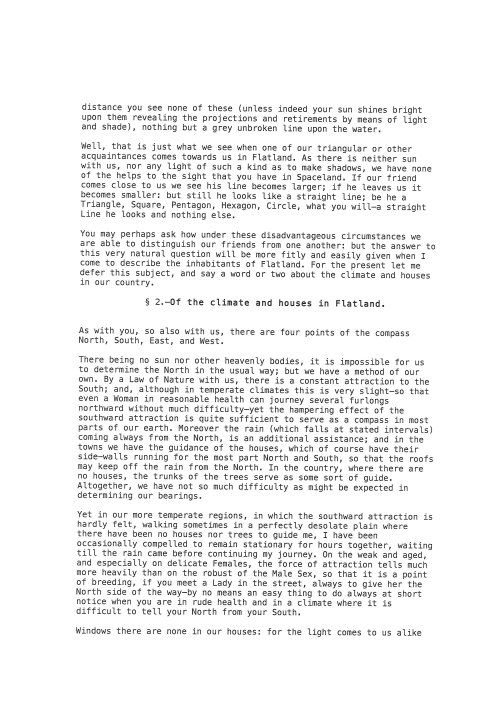 distance you see none of these (unless indeed your sun shines bright
upon them revealing the projections and retirements by means of light
and shade), nothing but a grey unbroken line upon the water.
Well, that is just what we see when one of our triangular or other
acquaintances comes towards us in Flatland. As there is neither sun
with us, nor any light of such a kind as to make shadows, we have none
of the helps to the sight that you have in Spaceland. If our friend
comes close to us we see his line becomes larger; if he leaves us it
becomes smaller: but still he looks like a straight line; be he a
Triangle, Square, Pentagon, Hexagon, Circle, what you will—a straight
Line he looks and nothing else.
You may perhaps ask how under these disadvantageous circumstances we
are able to distinguish our friends from one another: but the answer to
this very natural question will be more fitly and easily given when I
come to describe the inhabitants of Flatland. For the present let me
defer this subject, and say a word or two about the climate and houses
in our country.
§ 2.—Of the climate and houses in Flatland.
As with you, so also with us, there are four points of the compass
North, South, East, and West.
There being no sun nor other heavenly bodies, it is impossible for us
to determine the North in the usual way; but we have a method of our
own. By a Law of Nature with us, there is a constant attraction to the
South; and, although in temperate climates this is very slight—so that
even a Woman in reasonable health can journey several furlongs
northward without much difficulty—yet the hampering effect of the
southward attraction is quite sufficient to serve as a compass in most
parts of our earth. Moreover the rain (which falls at stated intervals)
coming always from the North, is an additional assistance; and in the
towns we have the guidance of the houses, which of course have their
side—walls running for the most part North and South, so that the roofs
may keep off the rain from the North. In the country, where there are
no houses, the trunks of the trees serve as some sort of guide.
Altogether, we have not so much difficulty as might be expected in
determining our bearings.
Yet in our more temperate regions, in which the southward attraction is
hardly felt, walking sometimes in a perfectly desolate plain where
there have been no houses nor trees to guide me, I have been
occasionally compelled to remain stationary for hours together, waiting
till the rain came before continuing my journey. On the weak and aged,
and especially on delicate Females, the force of attraction tells much
more heavily than on the robust of the Male Sex, so that it is a point
of breeding, if you meet a Lady in the street, always to give her the
North side of the way—by no means an easy thing to do always at short
notice when you are in rude health and in a climate where it is
difficult to tell your North from your South.
Windows there are none in our houses: for the light comes to us alike